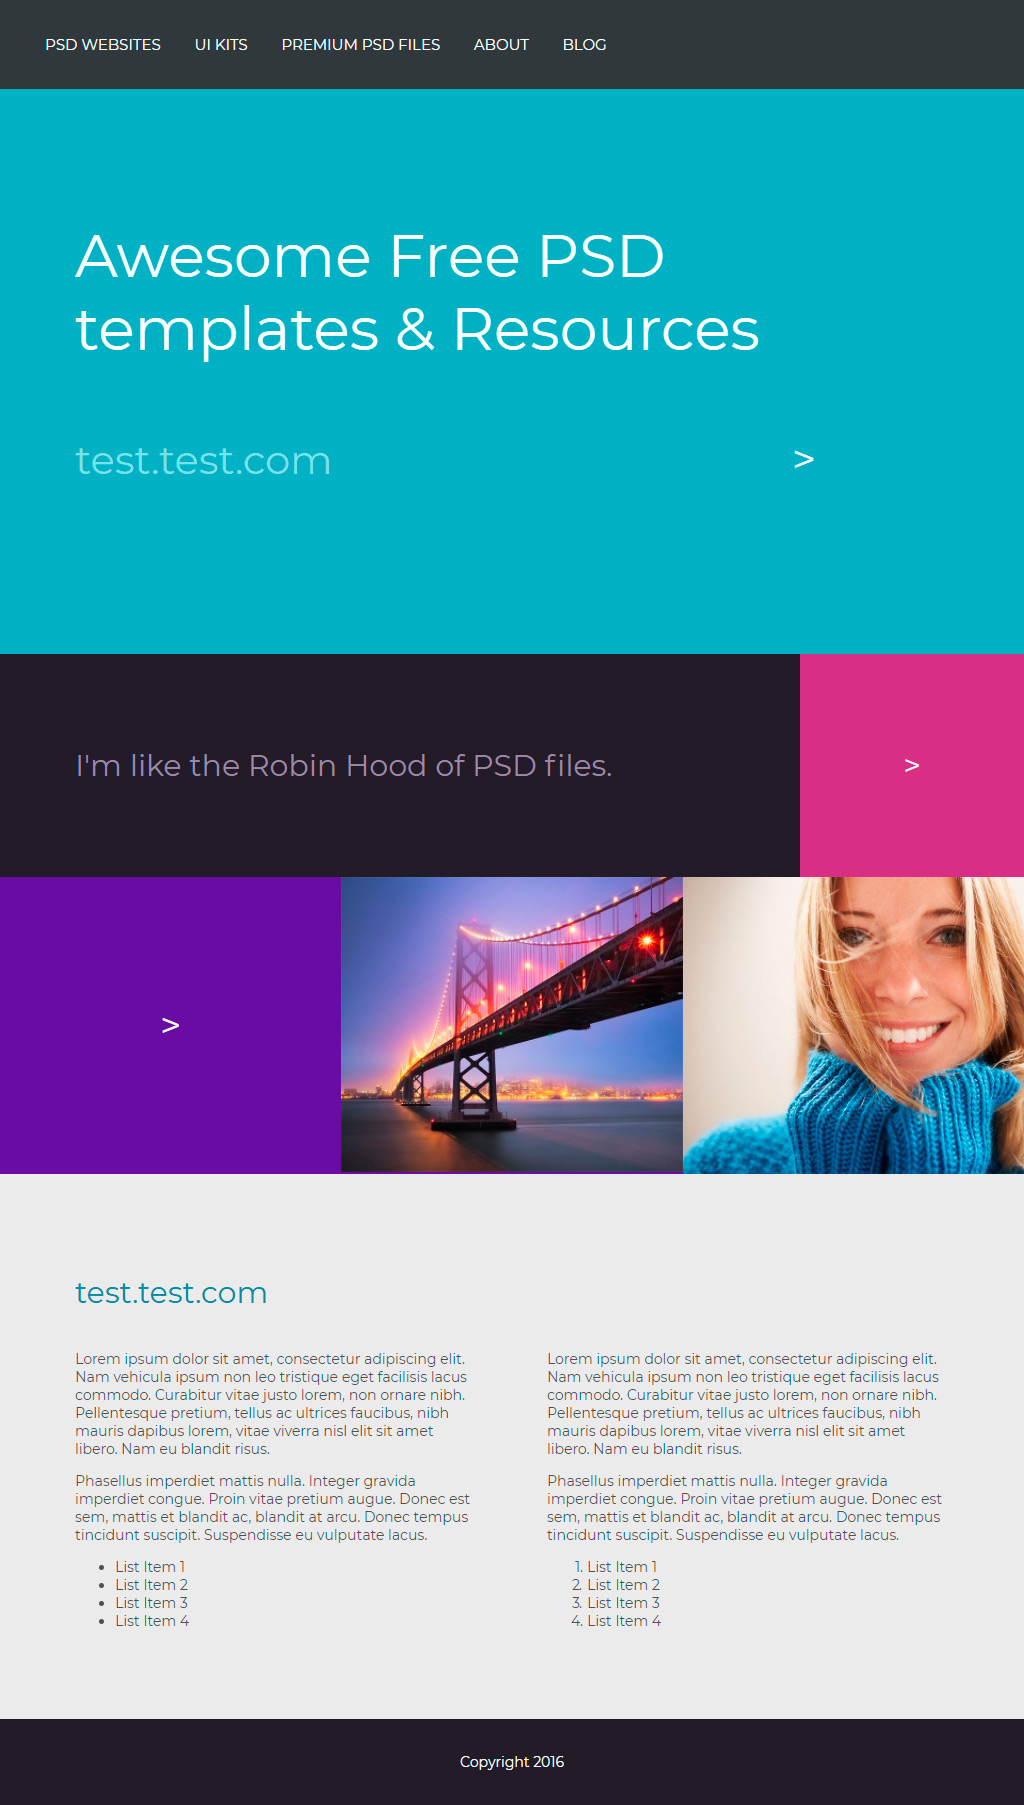 PSD WEBSITES UI KITS PREMIUM PSD FILES ABOUT BLOG
Awesome Free PSD
templates & Resources
test.test.com >
I'm like the Robin Hood of PSD files. >
>
test.test.com
Lorem ipsum dolor sit amet, consectetur adipiscing elit.
Nam vehicula ipsum non leo tristique eget facilisis lacus
commodo. Curabitur vitae justo lorem, non ornare nibh.
Pellentesque pretium, tellus ac ultrices faucibus, nibh
mauris dapibus lorem, vitae viverra nisl elit sit amet
libero. Nam eu blandit risus.
Phasellus imperdiet mattis nulla. Integer gravida
imperdiet congue. Proin vitae pretium augue. Donec est
sem, mattis et blandit ac, blandit at arcu. Donec tempus
tincidunt suscipit. Suspendisse eu vulputate lacus.
• List Item 1
• List Item 2
• List Item 3
• List Item 4
Lorem ipsum dolor sit amet, consectetur adipiscing elit.
Nam vehicula ipsum non leo tristique eget facilisis lacus
commodo. Curabitur vitae justo lorem, non ornare nibh.
Pellentesque pretium, tellus ac ultrices faucibus, nibh
mauris dapibus lorem, vitae viverra nisl elit sit amet
libero. Nam eu blandit risus.
Phasellus imperdiet mattis nulla. Integer gravida
imperdiet congue. Proin vitae pretium augue. Donec est
sem, mattis et blandit ac, blandit at arcu. Donec tempus
tincidunt suscipit. Suspendisse eu vulputate lacus.
1. List Item 1
2. List Item 2
3. List Item 3
4. List Item 4
Copyright 2016